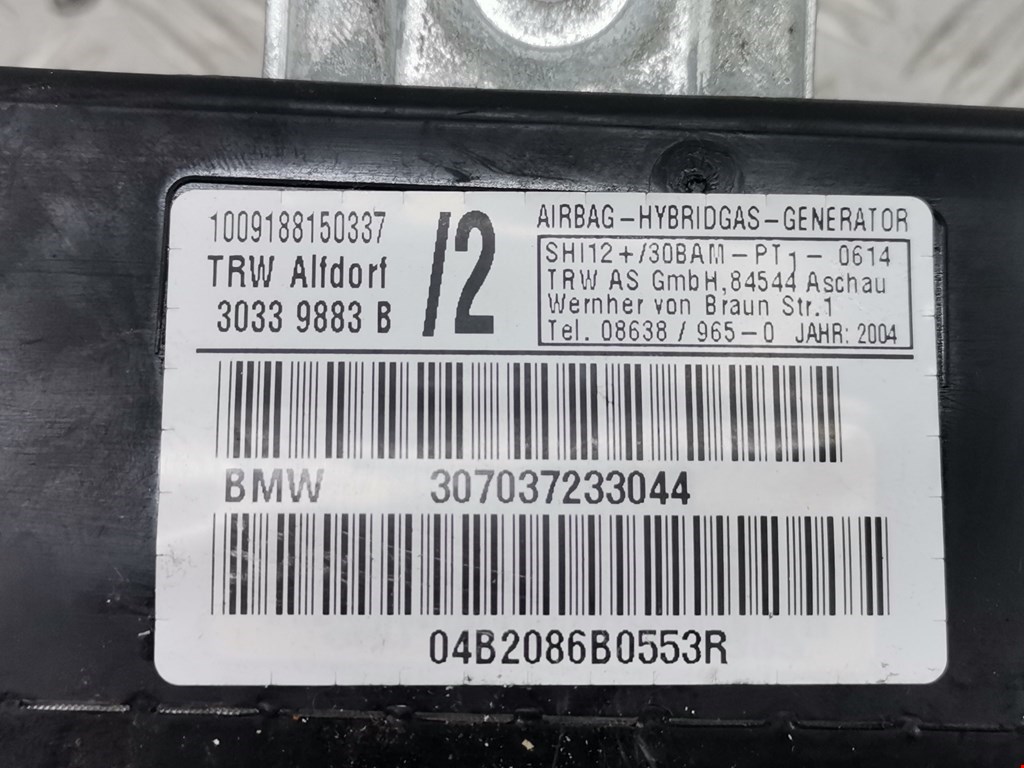 1009188150337
TRW Alfdorf
3033 9883 B
/2
AIRBAG-HYBRIDGAS-GENERATOR
SHI12+/30BAM-PT1- 0614
TRW AS GmbH, 84544 Aschau
Wernher von Braun Str.1
Tel. 08638 / 965-0 JAHR: 2004
BMW 307037233044
04B2086B0553R